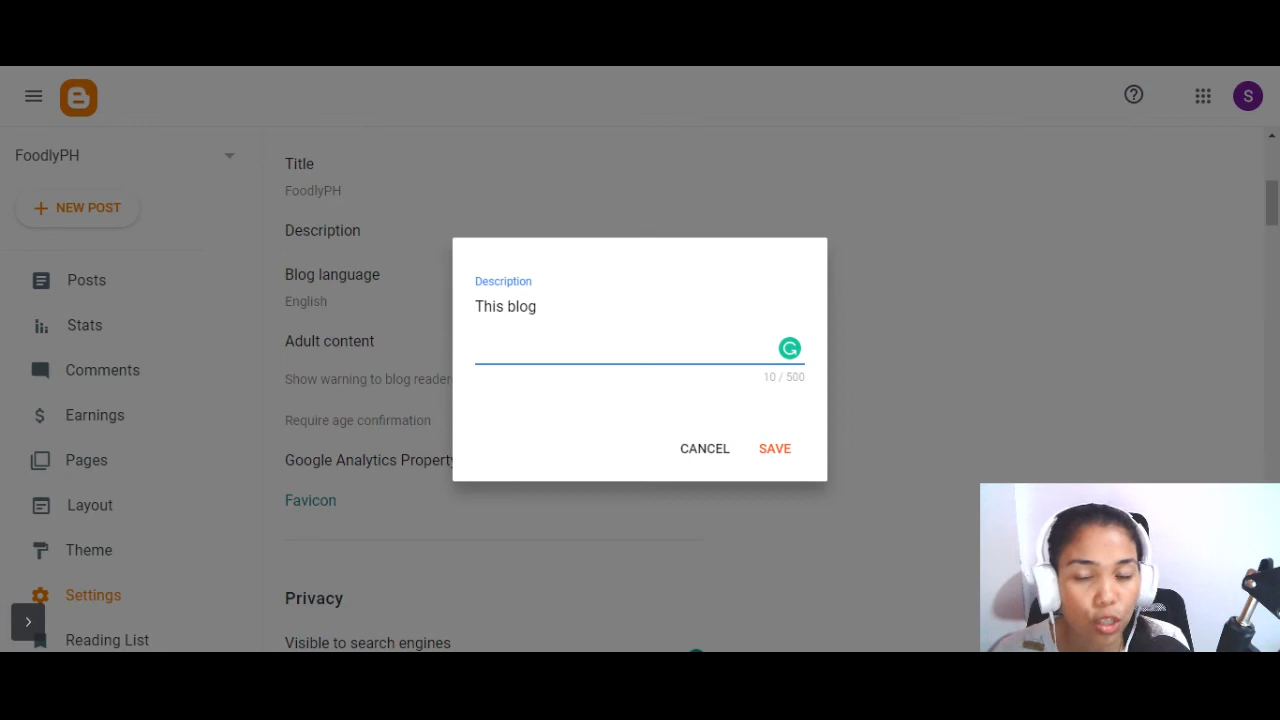 S
FoodlyPH
NEW POST
Posts
Stats
Comments
Earnings
Pages
Layout
Theme
Settings
Reading List
Title
FoodlyPH
Description
Blog language
English
Adult content
Show warning to blog reader
Require age confirmation
Google Analytics Property
Favicon
Privacy
Visible to search engines
Description
This blog
10 / 500
CANCEL
SAVE